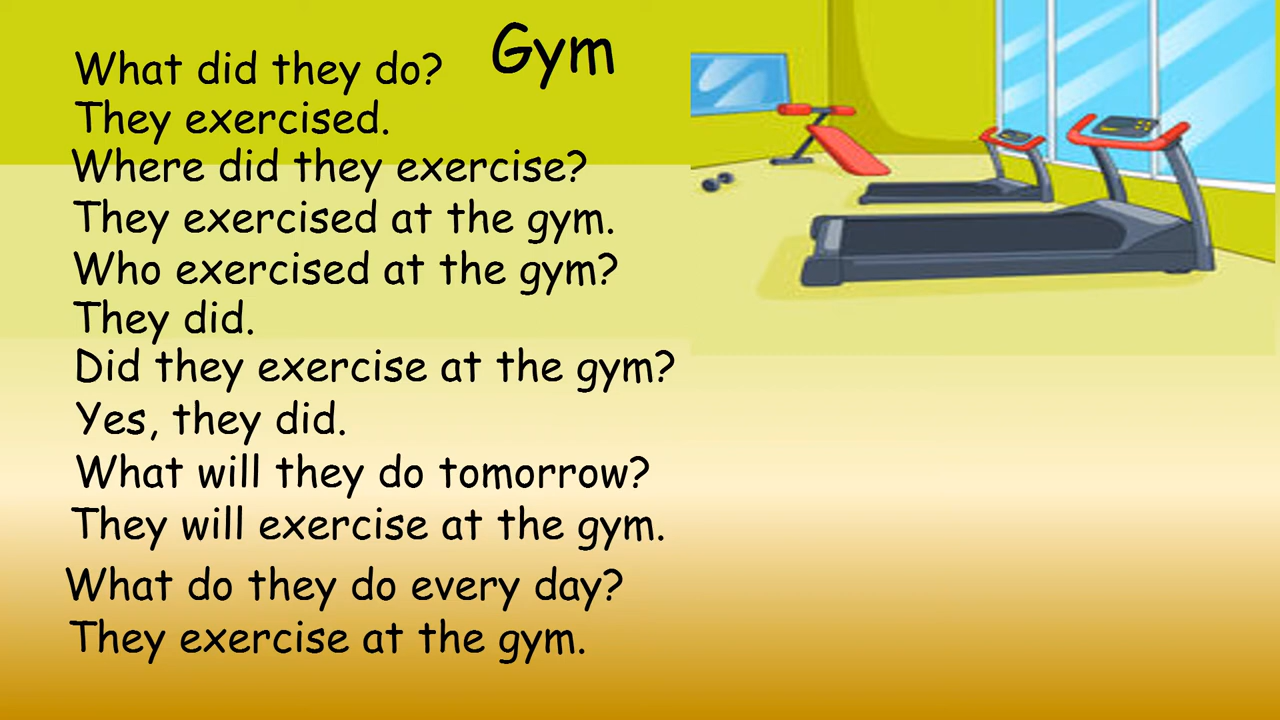 Gym
What did they do?
They exercised.
Where did they exercise?
They exercised at the gym.
Who exercised at the gym?
They did.
Did they exercise at the gym?
Yes, they did.
What will they do tomorrow?
They will exercise at the gym.
What do they do every day?
They exercise at the gym.